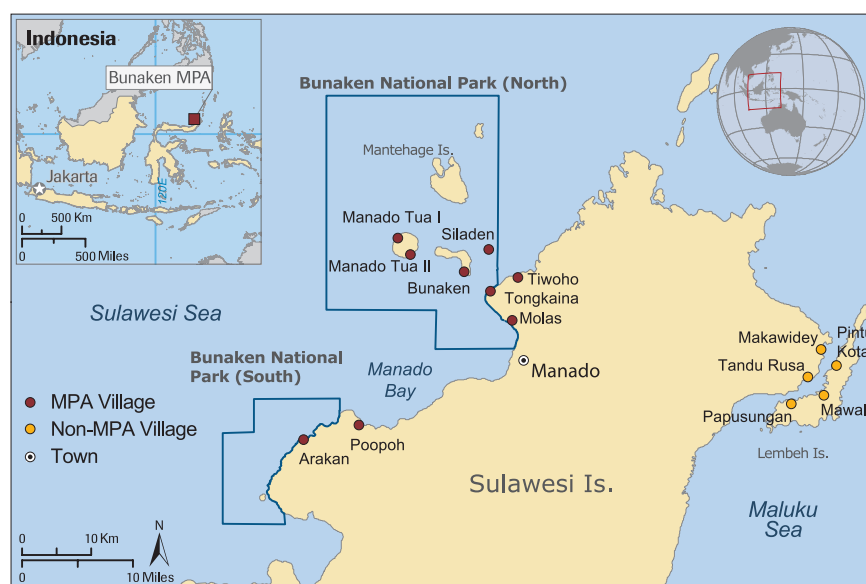 Indonesia
Bunaken MPA
Jakarta
120E
0 500 Km
0 500 Miles
Bunaken National Park (North)
Mantehage Is.
Manado Tua I
Siladen
Manado Tua II
Bunaken
Tiwoho
Tongkaina
Molas
Sulawesi Sea
Makawidey
Pintu
Kota
Bunaken National
Park (South)
Manado
Bay
Manado
Tandu Rusa
MPA Village
Non-MPA Village
Town
Papusungan
Mawali
Poopoh
Arakan
Lembeh Is.
Sulawesi Is.
Maluku
Sea
N
0 10 Km
0 10 Miles